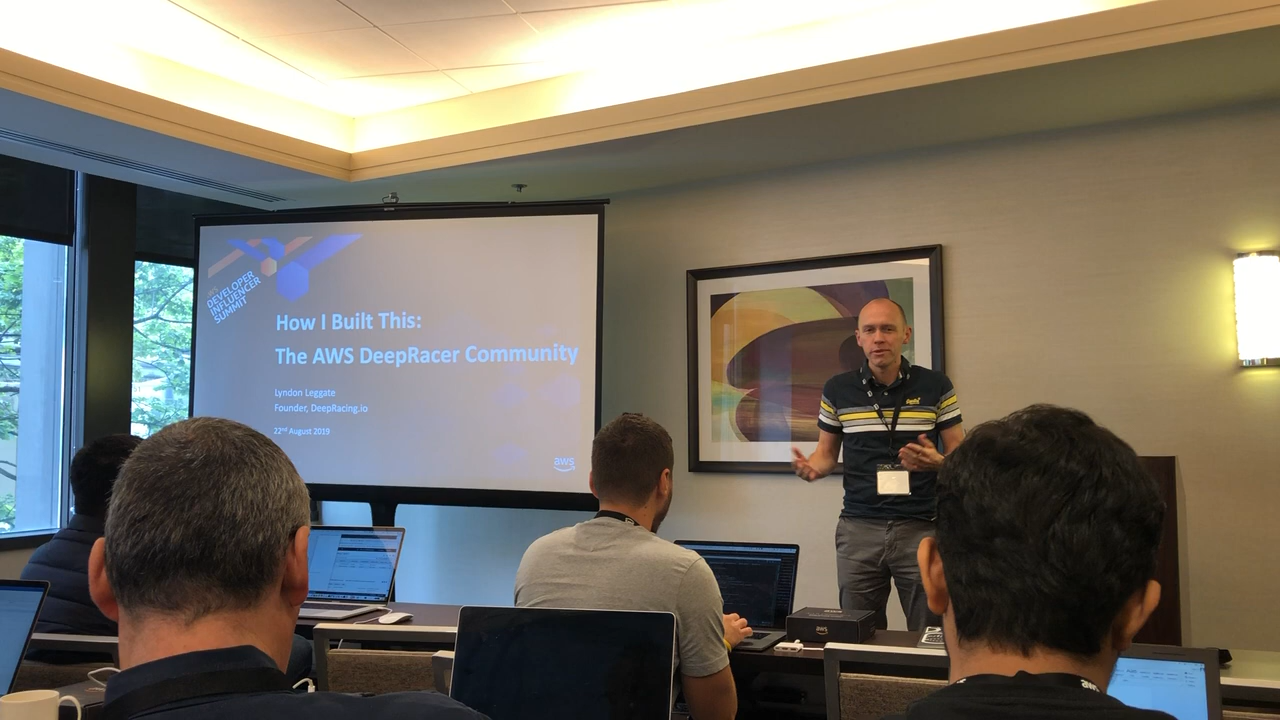 aws
DEVELOPER
INFLUENCER
SUMMIT
How I Built This:
The AWS DeepRacer Community
Lyndon Leggate
Founder, DeepRacing.io
22nd August 2019
aws
aws